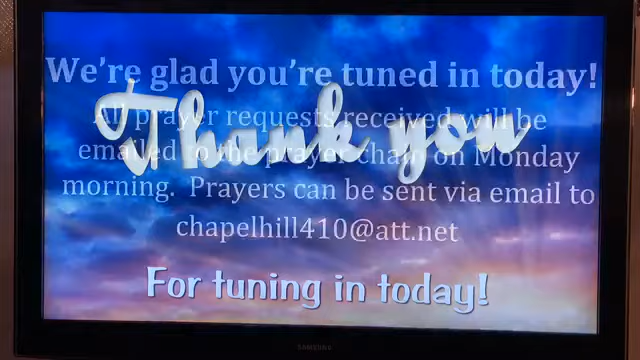 We're glad you're tuned in today!
Thank you
All prayer requests received will be
emailed to the prayer chain on Monday
morning. Prayers can be sent via email to
chapelhill410@att.net
For tuning in today!
SAMSUNG